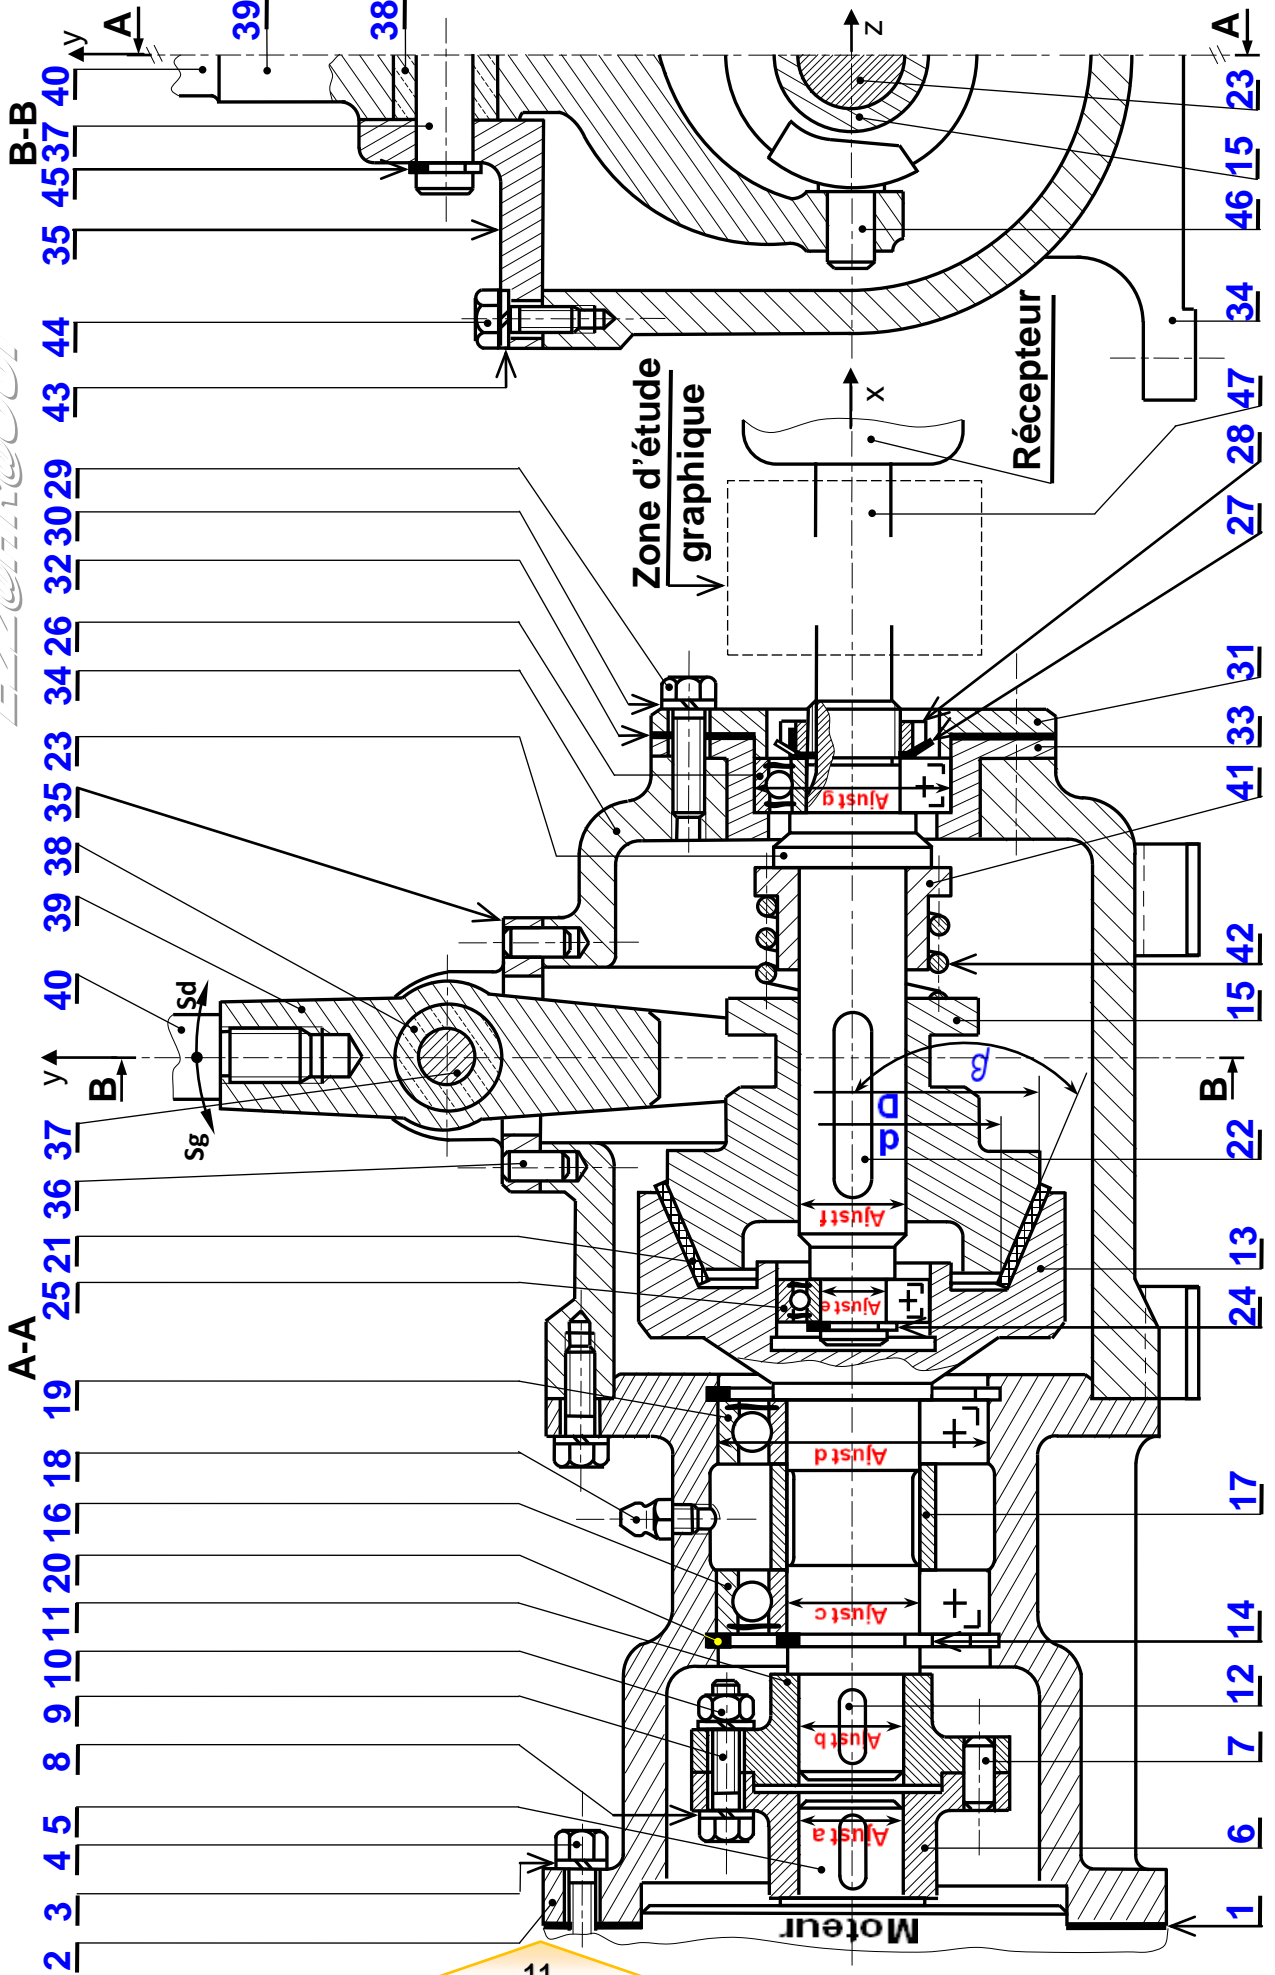 A-A
B-B
2
3
4
5
8
9
10
11
20
16
18
19
25
21
36
37
40
39
38
35
23
34
26
32
30
29
43
44
35
45
37
40
39
38
y
A
z
A
y
B
B
Sg
Sd
Zone d'étude
graphique
Récepteur
x
Moteur
Ajust a
Ajust b
Ajust c
Ajust d
Ajust e
Ajust f
Ajust g
d
D
β
1
6
7
12
14
17
24
13
22
15
42
41
33
31
27
28
47
34
46
15
23
11